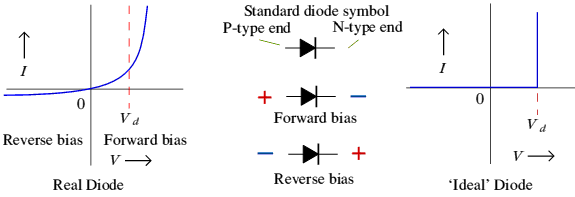 I
0
V d
Reverse bias
Forward bias
V
Real Diode
Standard diode symbol
P-type end
N-type end
+
−
Forward bias
−
+
Reverse bias
I
0
V d
V
‘Ideal’ Diode